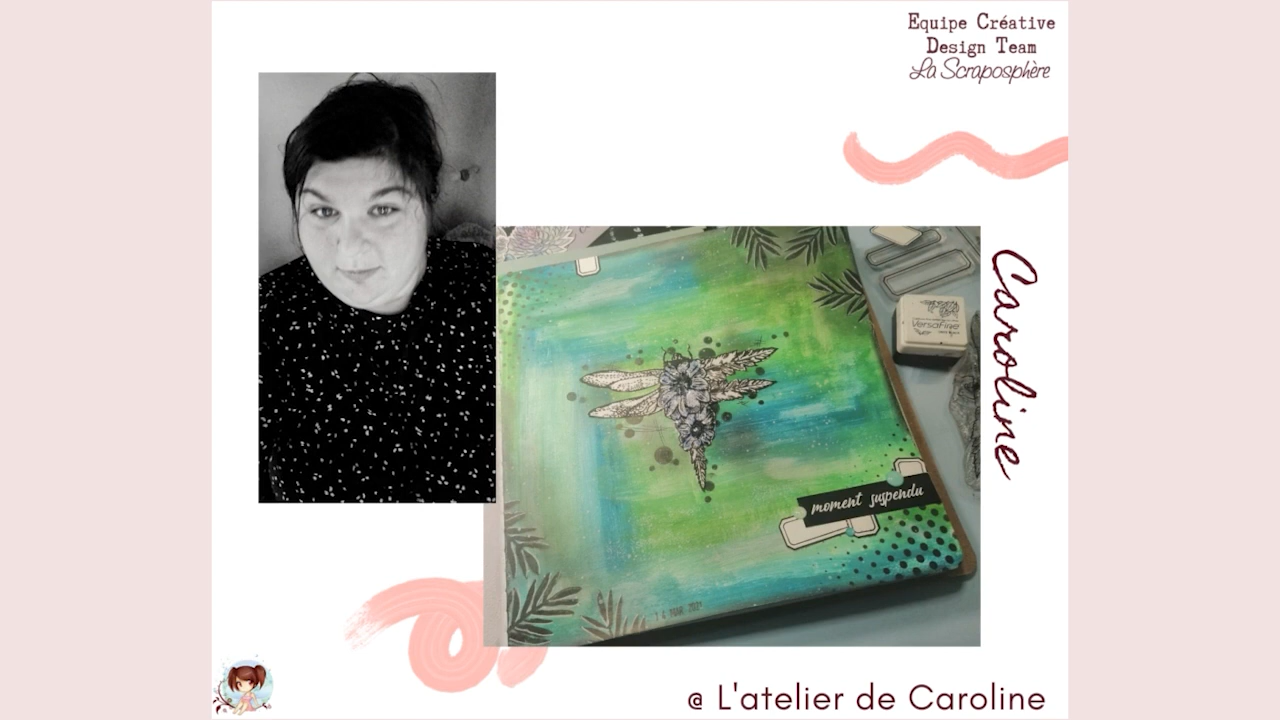 Equipe Créative
Design Team
La Scraposphère
Caroline
VersaFine
moment suspendu
@ L'atelier de Caroline